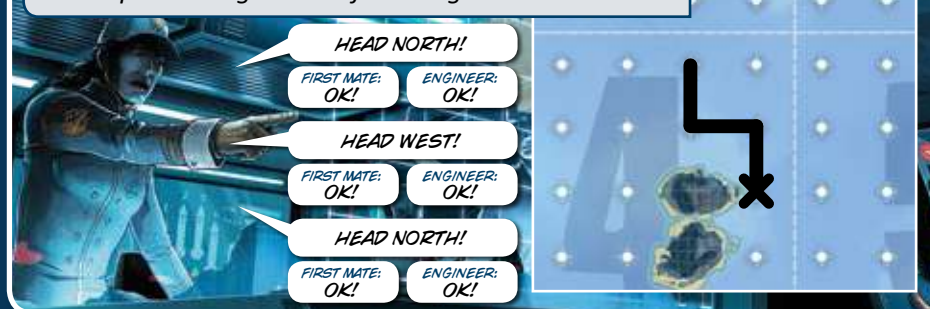 HEAD NORTH!
FIRST MATE: ENGINEER:
OK! OK!
HEAD WEST!
FIRST MATE: ENGINEER:
OK! OK!
HEAD NORTH!
FIRST MATE: ENGINEER:
OK! OK!
4